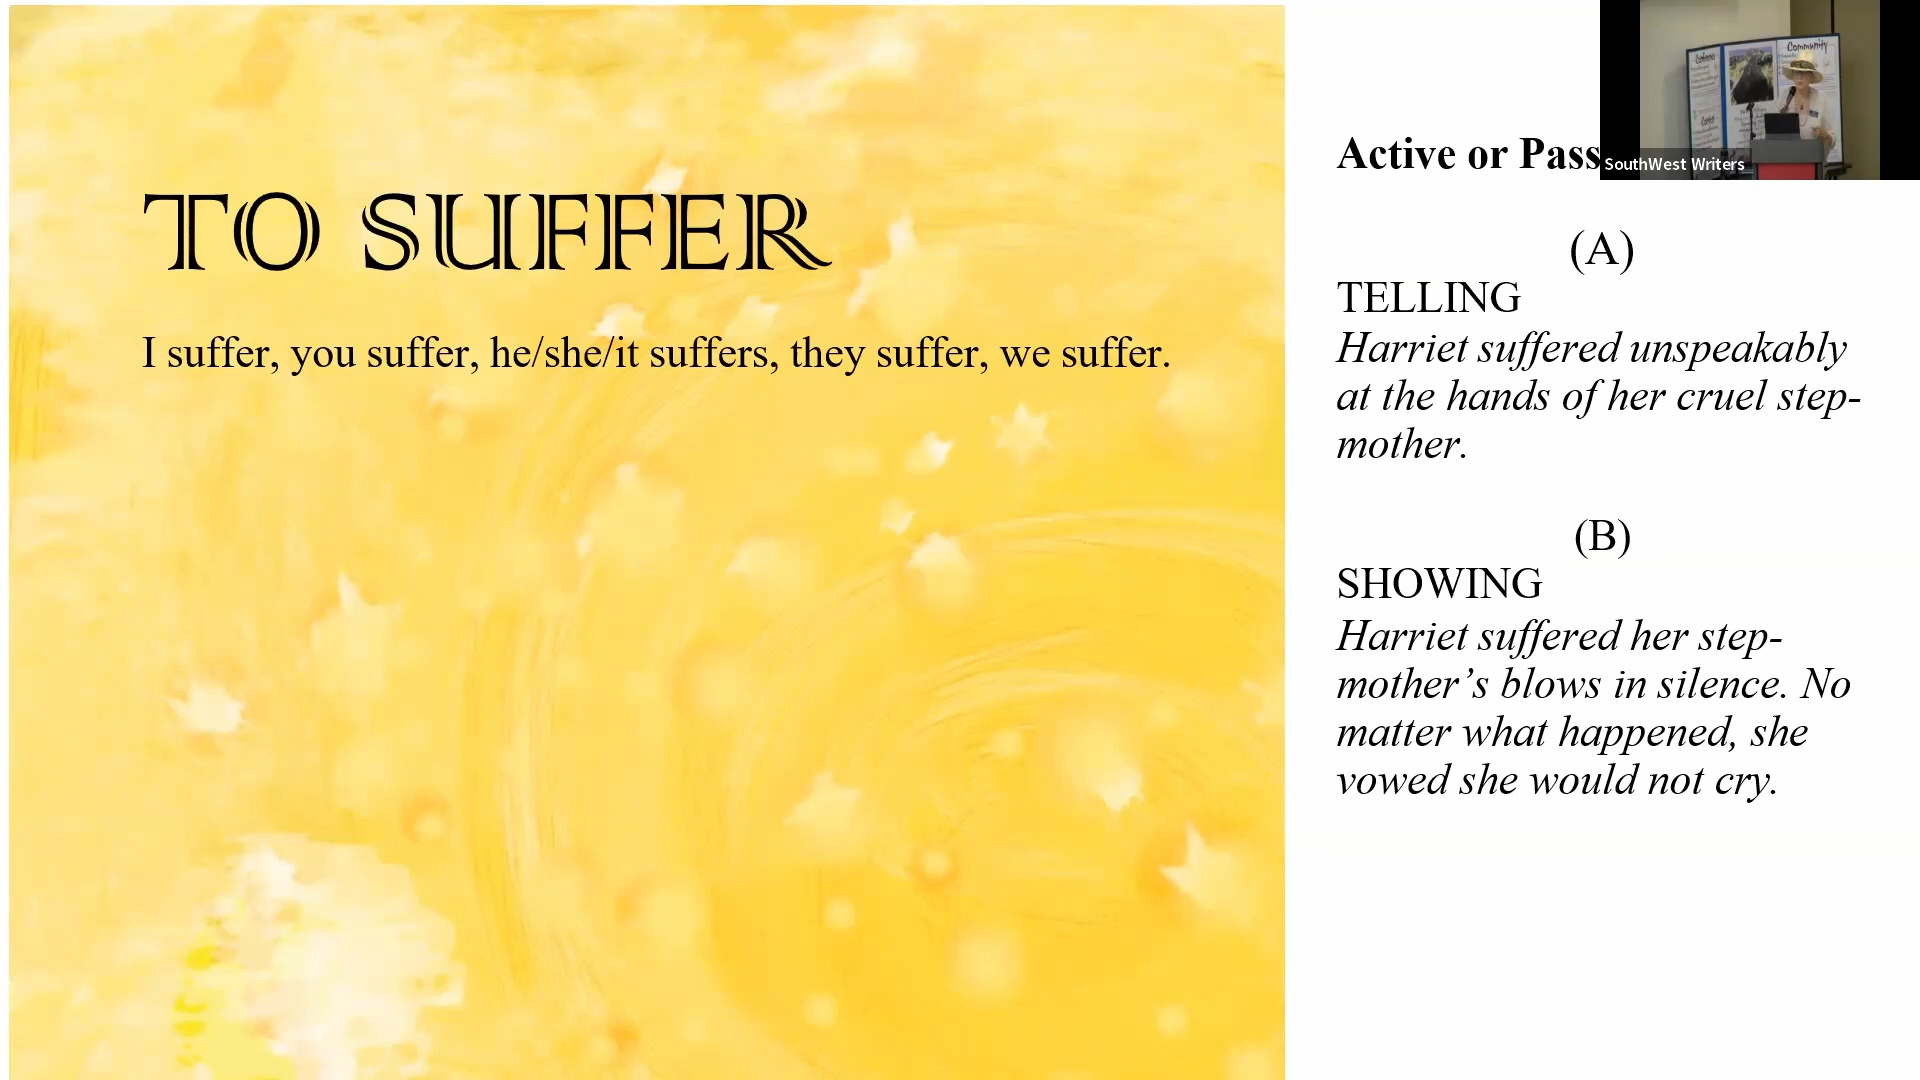 TO SUFFER
I suffer, you suffer, he/she/it suffers, they suffer, we suffer.
Active or Pass
(A)
TELLING
Harriet suffered unspeakably
at the hands of her cruel step-
mother.
(B)
SHOWING
Harriet suffered her step-
mother’s blows in silence. No
matter what happened, she
vowed she would not cry.
Community
SouthWest Writers